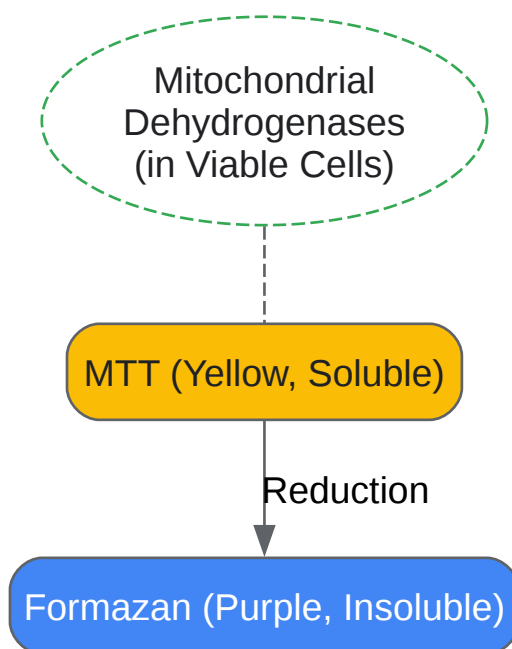 Mitochondrial
Dehydrogenases
(in Viable Cells)
MTT (Yellow, Soluble)
Reduction
Formazan (Purple, Insoluble)